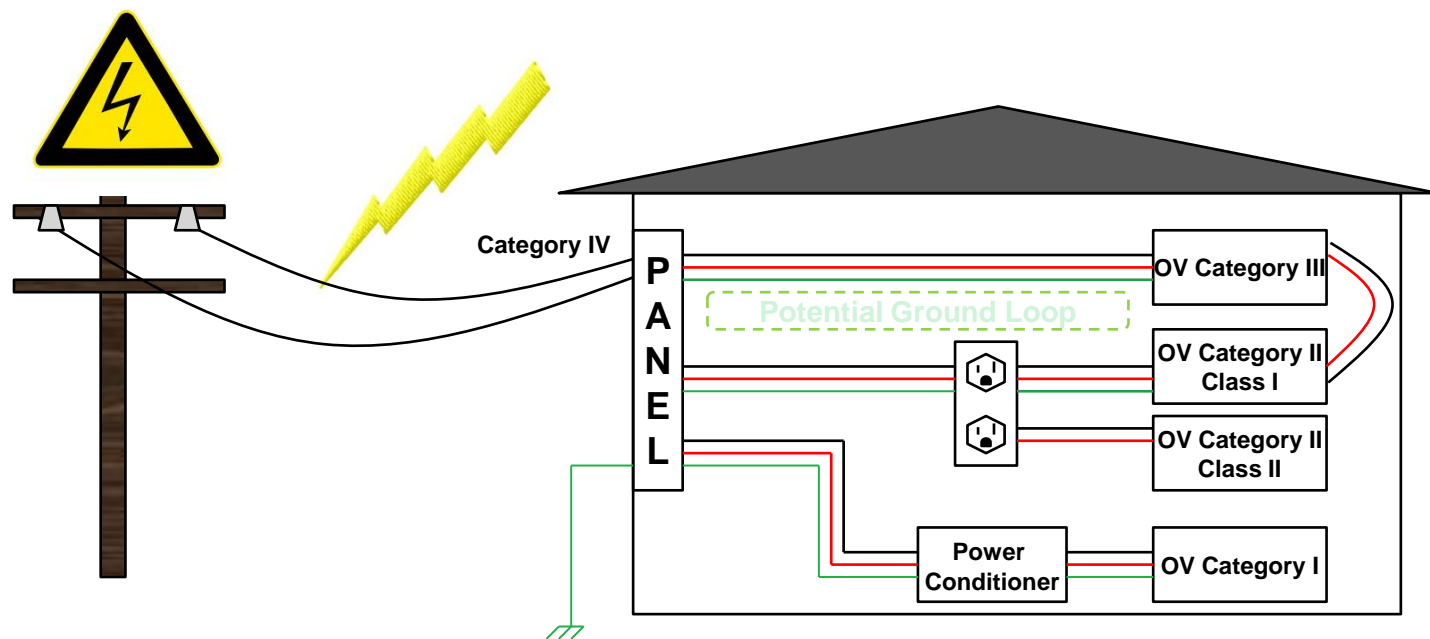 Category IV
P
A
N
E
L
OV Category III
Potential Ground Loop
OV Category II
Class I
OV Category II
Class II
Power
Conditioner
OV Category I